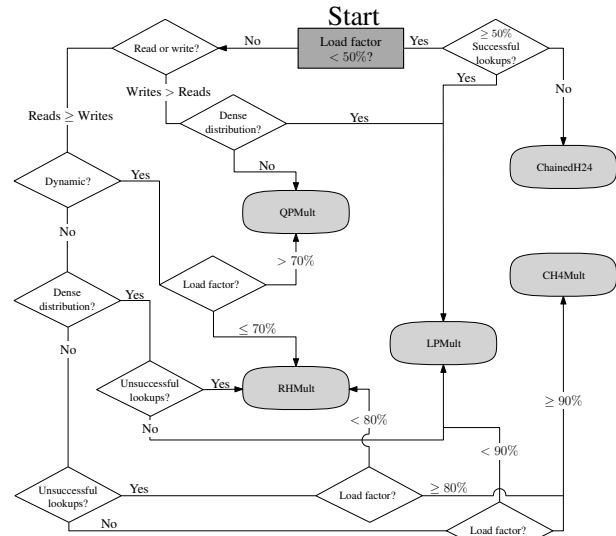 Start
Load factor
< 50%?
No
Yes
Read or write?
≥ 50%
Successful
lookups?
Writes > Reads
Yes
No
Reads ≥ Writes
Dense
distribution?
Yes
No
ChainedH24
Dynamic?
Yes
QPMult
No
> 70%
Load factor?
CH4Mult
Dense
distribution?
Yes
≤ 70%
No
LPMult
Unsuccessful
lookups?
Yes
RHMult
No
< 80%
≥ 90%
< 90%
Unsuccessful
lookups?
Yes
Load factor?
≥ 80%
No
Load factor?